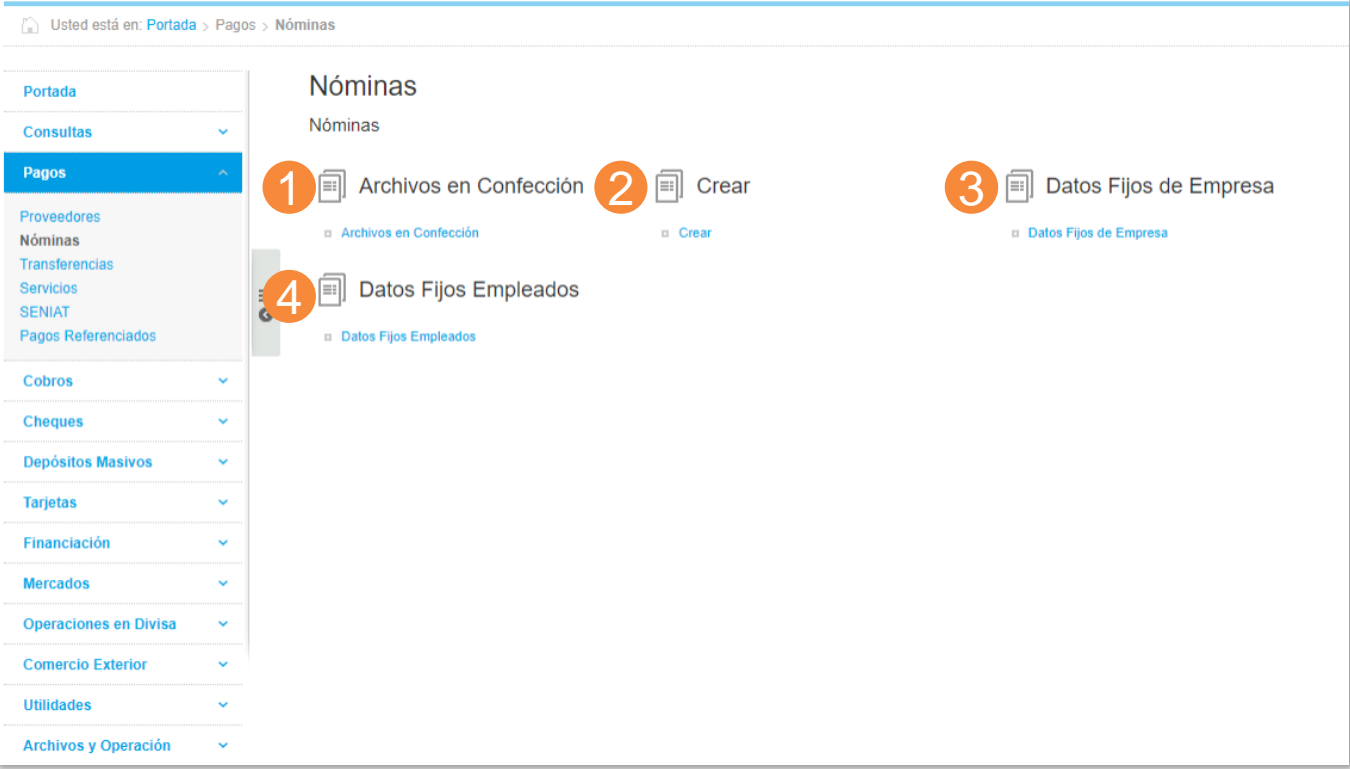 Usted está en: Portada > Pagos > Nóminas
Portada
Consultas
Pagos
Proveedores
Nóminas
Transferencias
Servicios
SENIAT
Pagos Referenciados
Cobros
Cheques
Depósitos Masivos
Tarjetas
Financiación
Mercados
Operaciones en Divisa
Comercio Exterior
Utilidades
Archivos y Operación
Nóminas
Nóminas
1 Archivos en Confección
Archivos en Confección
2 Crear
Crear
3 Datos Fijos de Empresa
Datos Fijos de Empresa
4 Datos Fijos Empleados
Datos Fijos Empleados